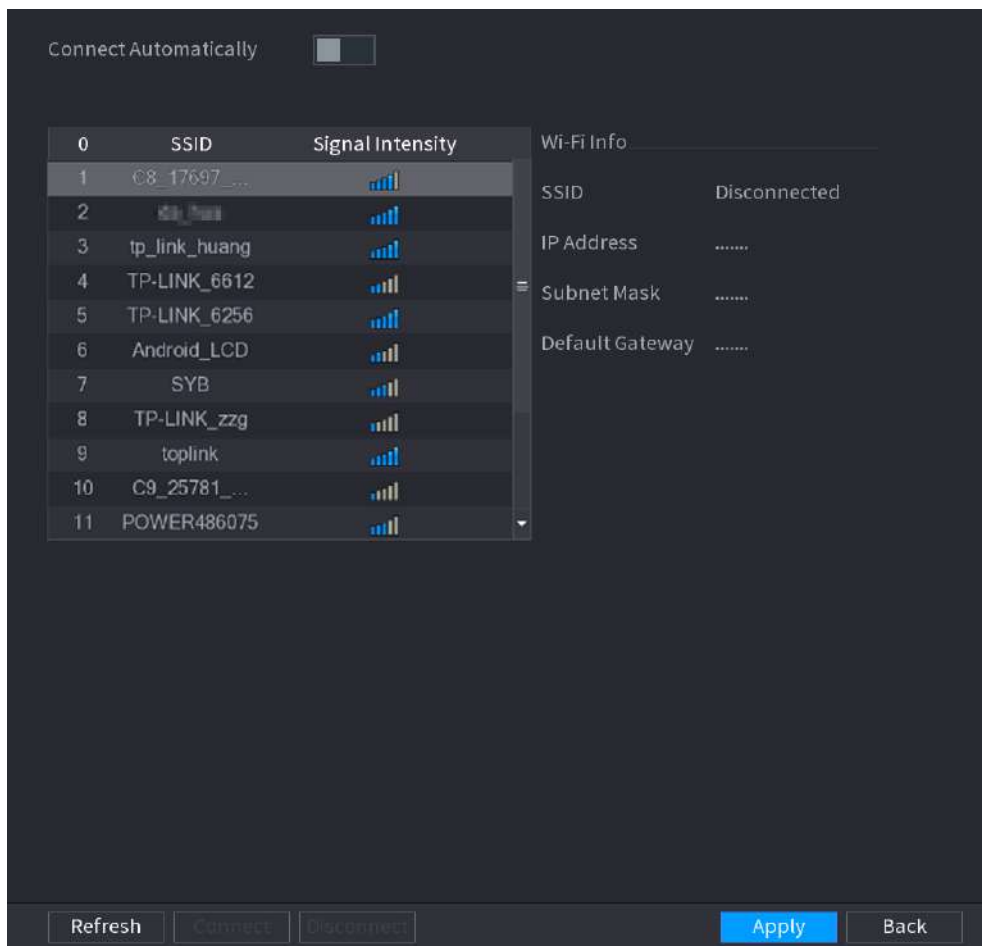 Connect Automatically
0 SSID Signal Intensity
1 C8_17697_...
2
3 tp_link_huang
4 TP-LINK_6612
5 TP-LINK_6256
6 Android_LCD
7 SYB
8 TP-LINK_zzg
9 toplink
10 C9_25781_...
11 POWER486075
Wi-Fi Info
SSID Disconnected
IP Address .......
Subnet Mask .......
Default Gateway .......
Refresh Connect Disconnect Apply Back